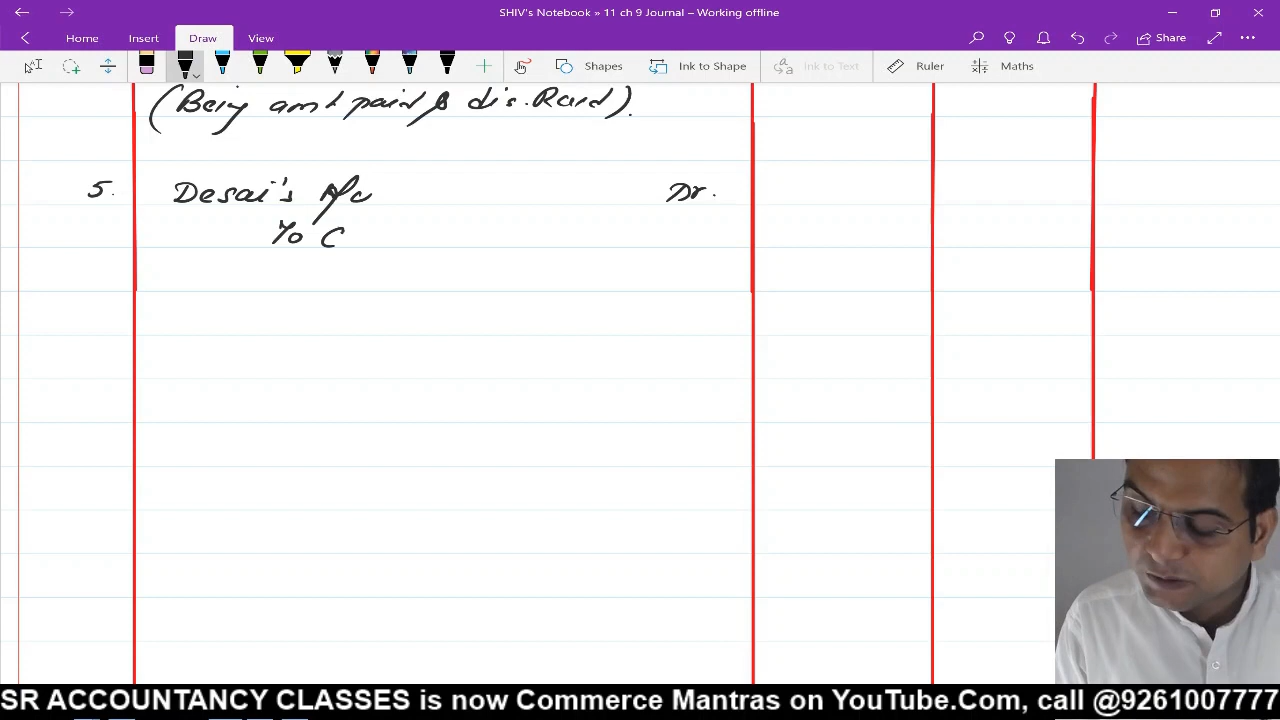 SHIV's Notebook » 11 ch 9 Journal - Working offline
Home Insert Draw View Share
Shapes Ink to Shape Ink to Text Ruler Maths
(Being amt paid & dis. Rcvd).
5. Desai's A/c Dr.
To C
SR ACCOUNTANCY CLASSES is now Commerce Mantras on YouTube.Com, call @9261007777